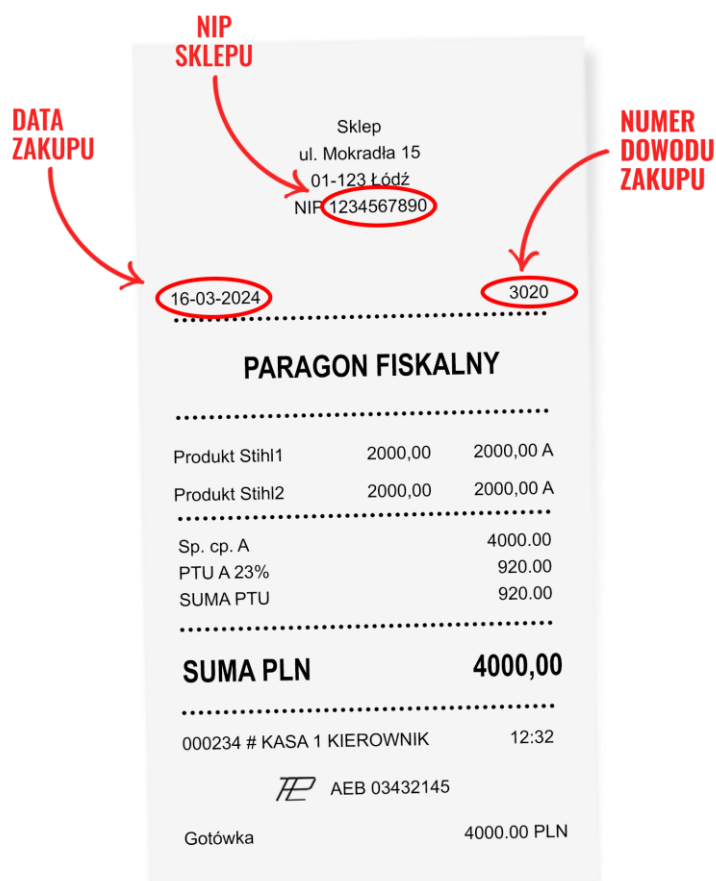 NIP
SKLEPU
DATA
ZAKUPU
NUMER
DOWODU
ZAKUPU
Sklep
ul. Mokradła 15
01-123 Łódź
NIP 1234567890
16-03-2024 3020
PARAGON FISKALNY
Produkt Stihl1 2000,00 2000,00 A
Produkt Stihl2 2000,00 2000,00 A
Sp. cp. A 4000.00
PTU A 23% 920.00
SUMA PTU 920.00
SUMA PLN 4000,00
000234 # KASA 1 KIEROWNIK 12:32
AEB 03432145
Gotówka 4000.00 PLN